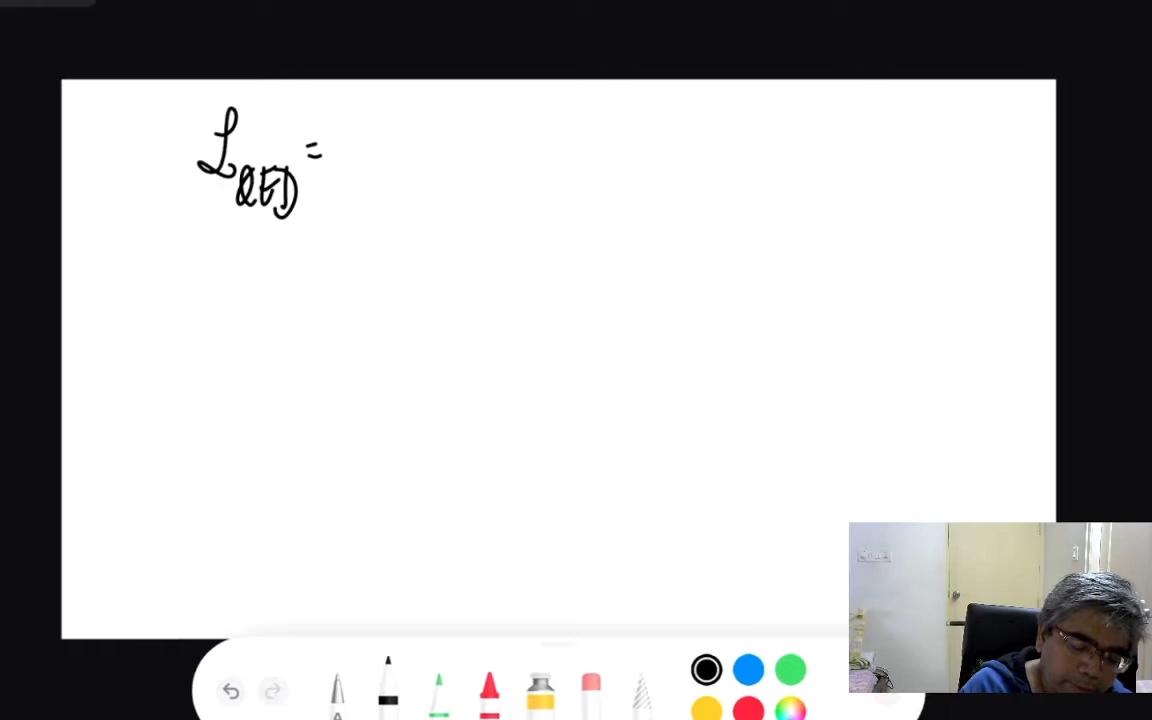 ℒ_QED =